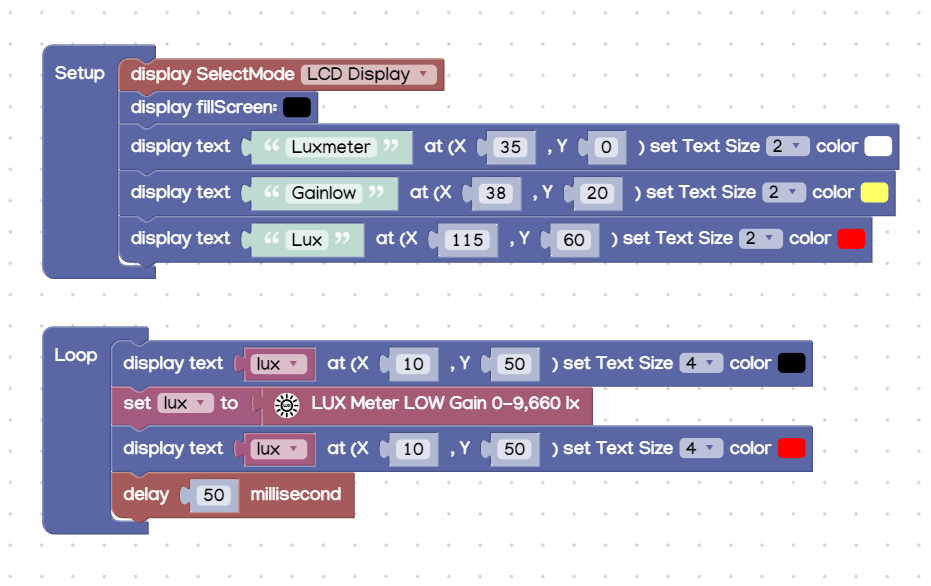 Setup
display SelectMode LCD Display
display fillScreen:
display text “ Luxmeter ” at (X 35 , Y 0 ) set Text Size 2 color
display text “ Gainlow ” at (X 38 , Y 20 ) set Text Size 2 color
display text “ Lux ” at (X 115 , Y 60 ) set Text Size 2 color
Loop
display text lux at (X 10 , Y 50 ) set Text Size 4 color
set lux to LUX Meter LOW Gain 0-9,660 lx
display text lux at (X 10 , Y 50 ) set Text Size 4 color
delay 50 millisecond